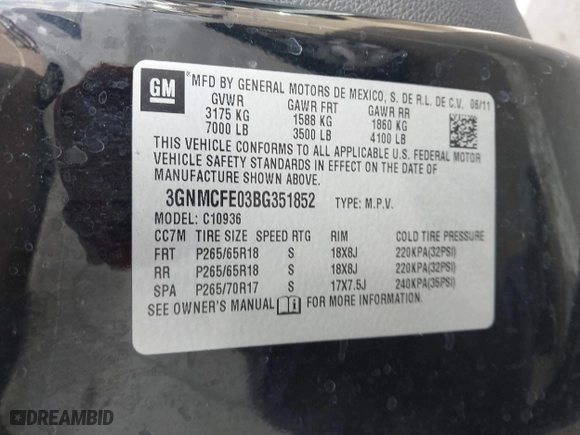 GM
MFD BY GENERAL MOTORS DE MEXICO, S. DE R.L. DE C.V. 06/11
GVWR GAWR FRT GAWR RR
3175 KG 1588 KG 1860 KG
7000 LB 3500 LB 4100 LB
THIS VEHICLE CONFORMS TO ALL APPLICABLE U.S. FEDERAL MOTOR
VEHICLE SAFETY STANDARDS IN EFFECT ON THE DATE OF
MANUFACTURE SHOWN ABOVE.
3GNMCFE03BG351852 TYPE: M.P.V.
MODEL: C10936
CC7M TIRE SIZE SPEED RTG RIM COLD TIRE PRESSURE
FRT P265/65R18 S 18X8J 220KPA(32PSI)
RR P265/65R18 S 18X8J 220KPA(32PSI)
SPA P265/70R17 S 17X7.5J 240KPA(35PSI)
SEE OWNER'S MANUAL FOR MORE INFORMATION.
DREAMBID